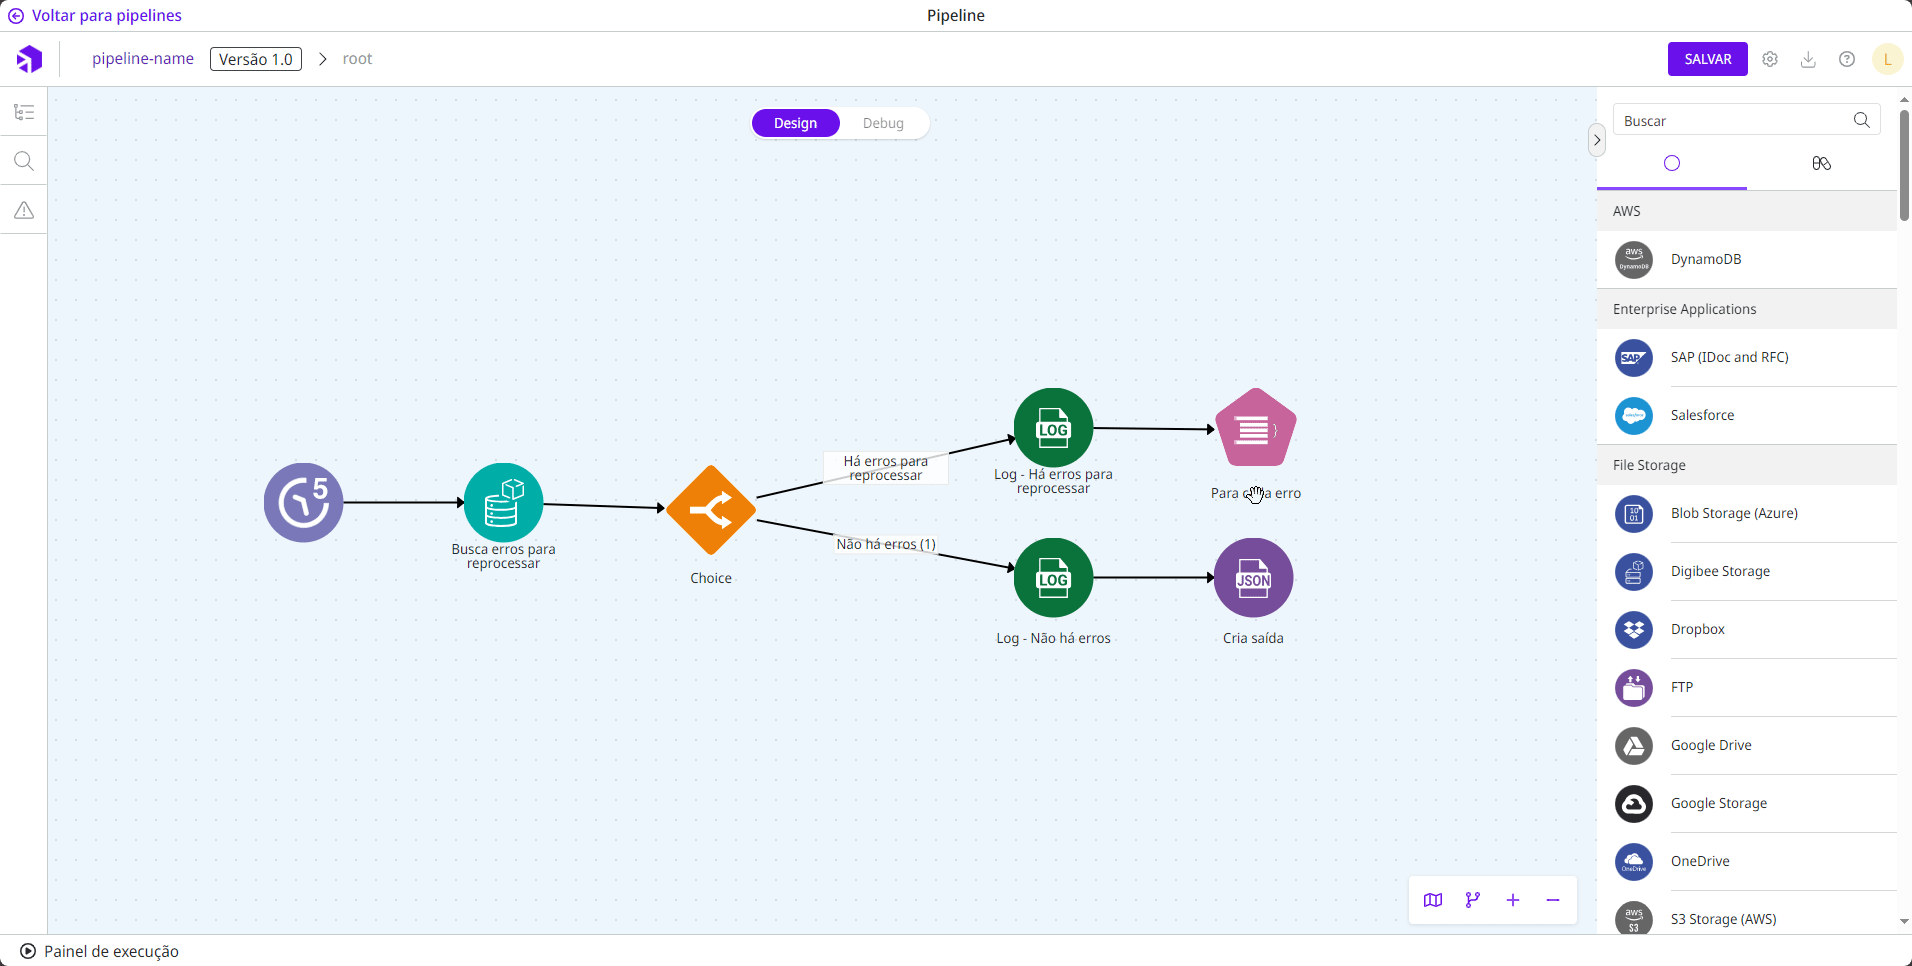 Voltar para pipelines
Pipeline
pipeline-name
Versão 1.0
root
SALVAR
L
Design
Debug
Buscar
AWS
aws
DynamoDB
DynamoDB
Enterprise Applications
SAP
SAP (IDoc and RFC)
salesforce
Salesforce
File Storage
10
01
Blob Storage (Azure)
Digibee Storage
Dropbox
FTP
Google Drive
Google Storage
OneDrive
OneDrive
aws
S3
S3 Storage (AWS)
5
Busca erros para
reprocessar
Choice
Há erros para
reprocessar
Não há erros (1)
LOG
Log - Há erros para
reprocessar
Para erro
LOG
Log - Não há erros
JSON
Cria saída
Painel de execução